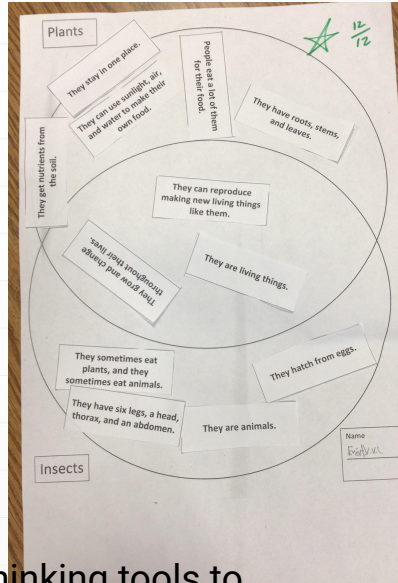 Plants
12
12
They stay in one place.
They can use sunlight, air,
and water to make their
own food.
People eat a lot of them
for their food.
They have roots, stems,
and leaves.
They get nutrients from
the soil.
They can reproduce
making new living things
like them.
They grow and change
throughout their lives.
They are living things.
They sometimes eat
plants, and they
sometimes eat animals.
They hatch from eggs.
They have six legs, a head,
thorax, and an abdomen.
They are animals.
Insects
Name
tools to